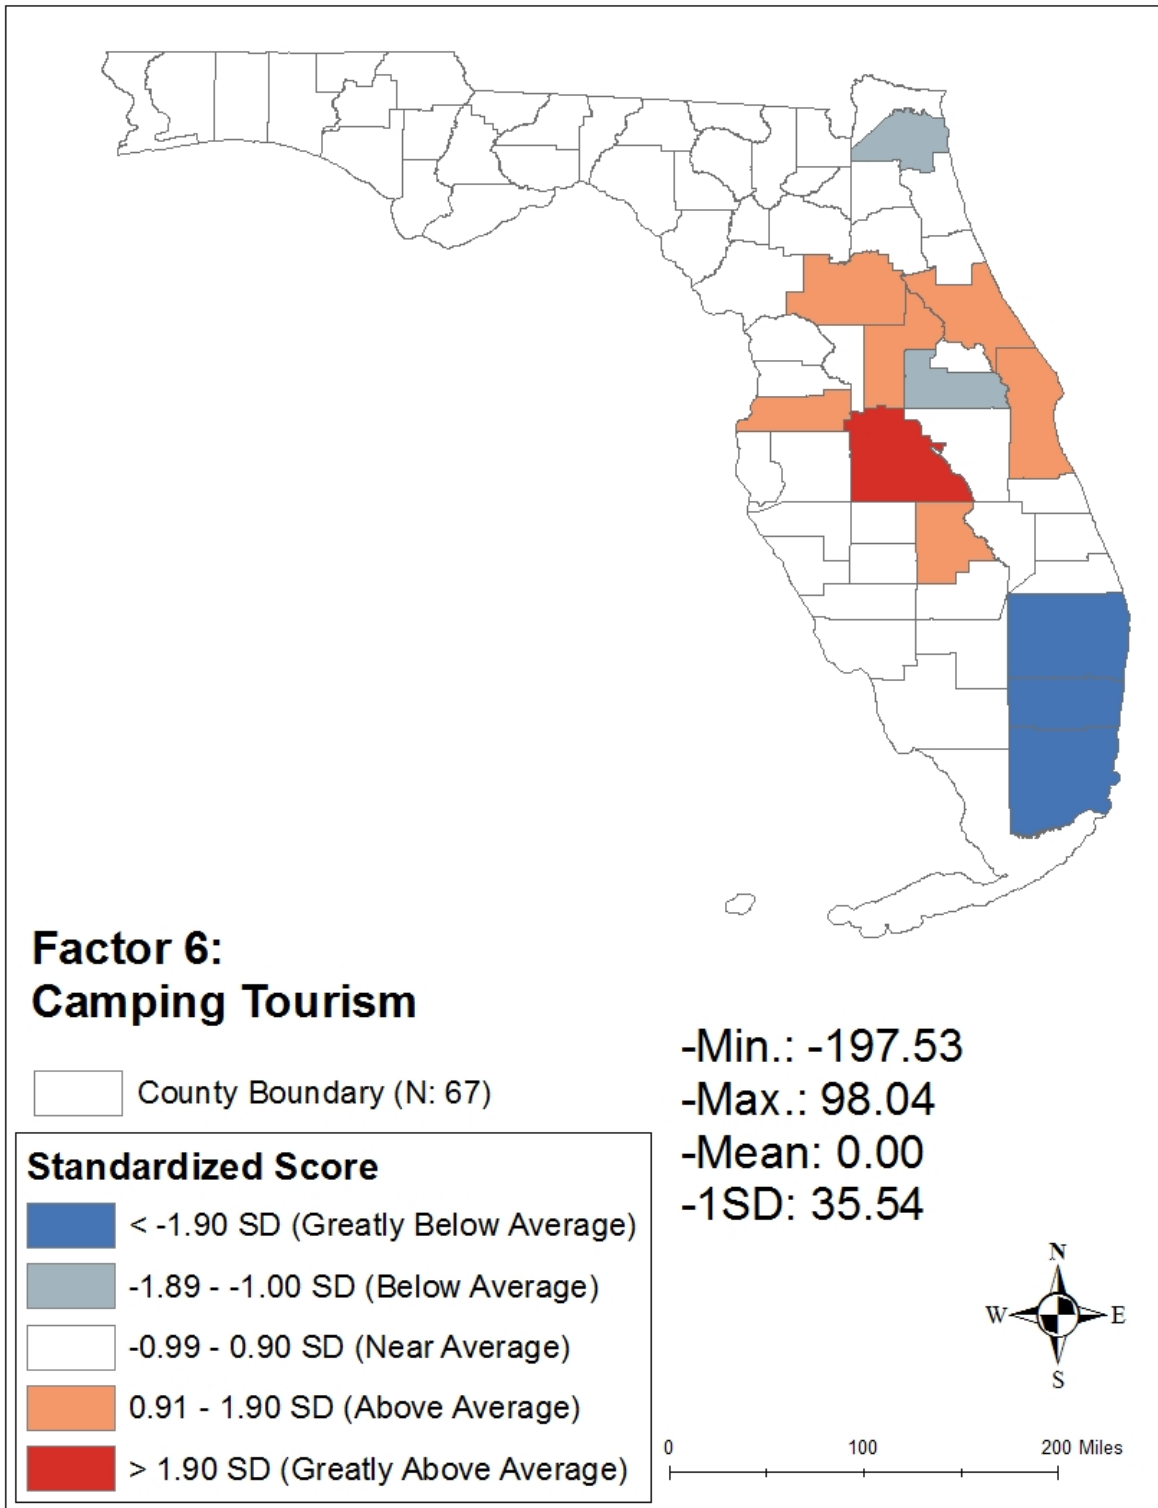 Factor 6:
Camping Tourism
County Boundary (N: 67)
Standardized Score
< -1.90 SD (Greatly Below Average)
-1.89 - -1.00 SD (Below Average)
-0.99 - 0.90 SD (Near Average)
0.91 - 1.90 SD (Above Average)
> 1.90 SD (Greatly Above Average)
-Min.: -197.53
-Max.: 98.04
-Mean: 0.00
-1SD: 35.54
N
W E
S
0 100 200 Miles